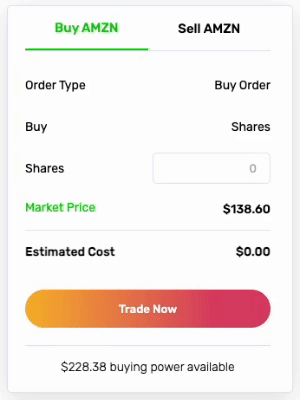 Buy AMZN Sell AMZN
Order Type Buy Order
Buy Shares
Shares 0
Market Price $138.60
Estimated Cost $0.00
Trade Now
$228.38 buying power available